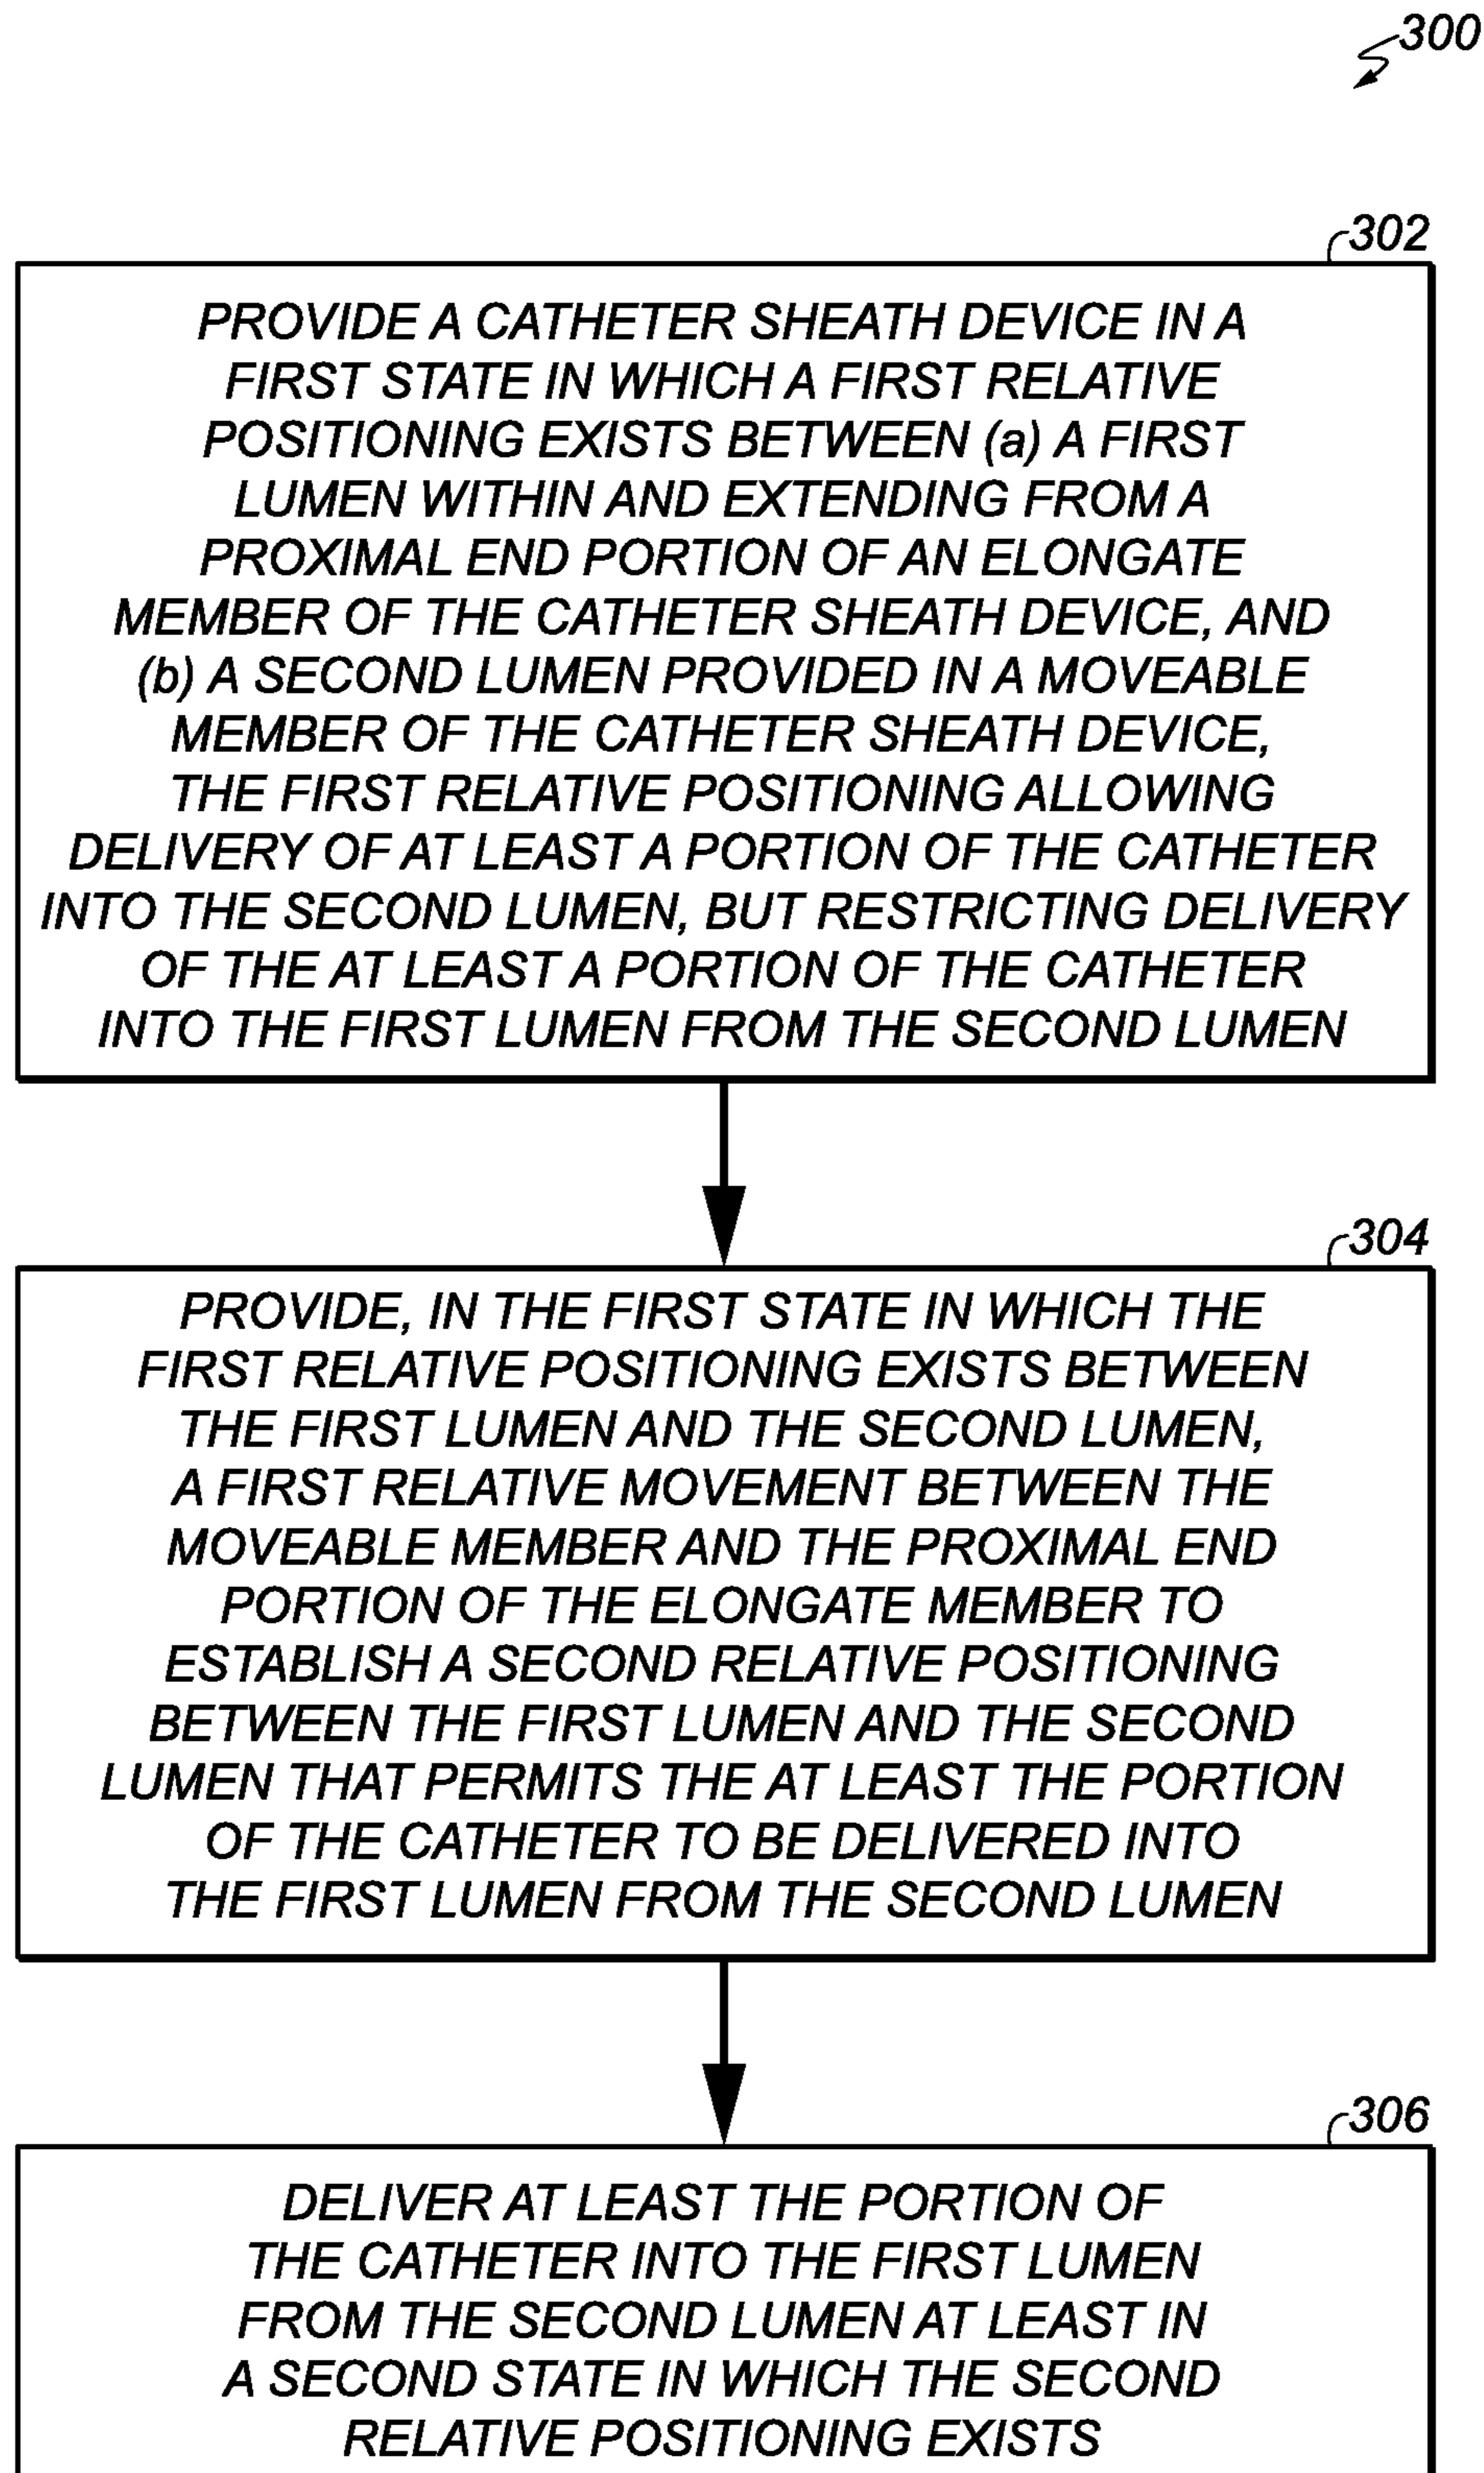 300
302
PROVIDE A CATHETER SHEATH DEVICE IN A
FIRST STATE IN WHICH A FIRST RELATIVE
POSITIONING EXISTS BETWEEN (a) A FIRST
LUMEN WITHIN AND EXTENDING FROM A
PROXIMAL END PORTION OF AN ELONGATE
MEMBER OF THE CATHETER SHEATH DEVICE, AND
(b) A SECOND LUMEN PROVIDED IN A MOVEABLE
MEMBER OF THE CATHETER SHEATH DEVICE,
THE FIRST RELATIVE POSITIONING ALLOWING
DELIVERY OF AT LEAST A PORTION OF THE CATHETER
INTO THE SECOND LUMEN, BUT RESTRICTING DELIVERY
OF THE AT LEAST A PORTION OF THE CATHETER
INTO THE FIRST LUMEN FROM THE SECOND LUMEN
304
PROVIDE, IN THE FIRST STATE IN WHICH THE
FIRST RELATIVE POSITIONING EXISTS BETWEEN
THE FIRST LUMEN AND THE SECOND LUMEN,
A FIRST RELATIVE MOVEMENT BETWEEN THE
MOVEABLE MEMBER AND THE PROXIMAL END
PORTION OF THE ELONGATE MEMBER TO
ESTABLISH A SECOND RELATIVE POSITIONING
BETWEEN THE FIRST LUMEN AND THE SECOND
LUMEN THAT PERMITS THE AT LEAST THE PORTION
OF THE CATHETER TO BE DELIVERED INTO
THE FIRST LUMEN FROM THE SECOND LUMEN
306
DELIVER AT LEAST THE PORTION OF
THE CATHETER INTO THE FIRST LUMEN
FROM THE SECOND LUMEN AT LEAST IN
A SECOND STATE IN WHICH THE SECOND
RELATIVE POSITIONING EXISTS